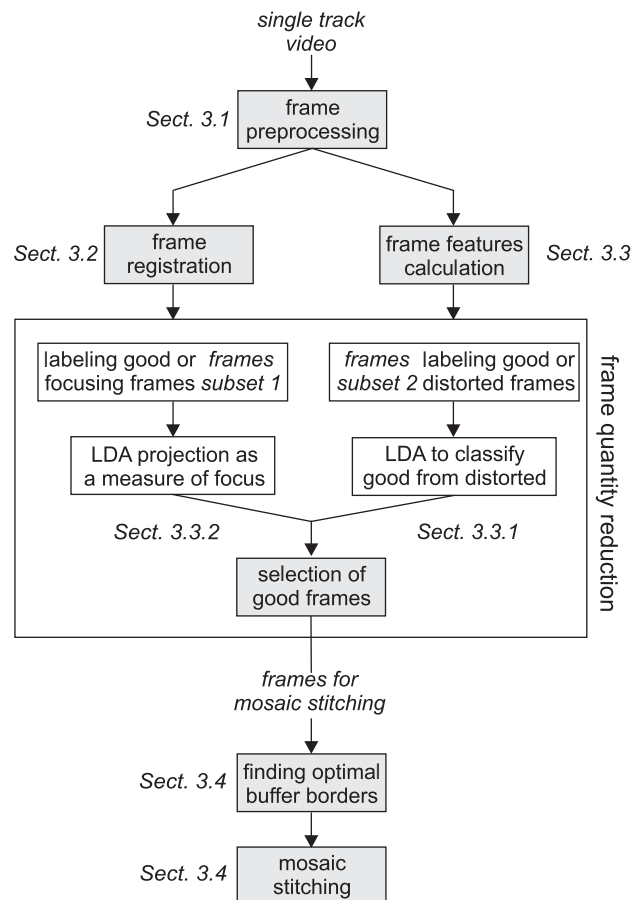 single track
video
Sect. 3.1
frame
preprocessing
Sect. 3.2
frame
registration
frame features
calculation
Sect. 3.3
labeling good or frames
focusing frames subset 1
frames labeling good or
subset 2 distorted frames
LDA projection as
a measure of focus
LDA to classify
good from distorted
Sect. 3.3.2
Sect. 3.3.1
selection of
good frames
frame quantity reduction
frames for
mosaic stitching
Sect. 3.4
finding optimal
buffer borders
Sect. 3.4
mosaic
stitching